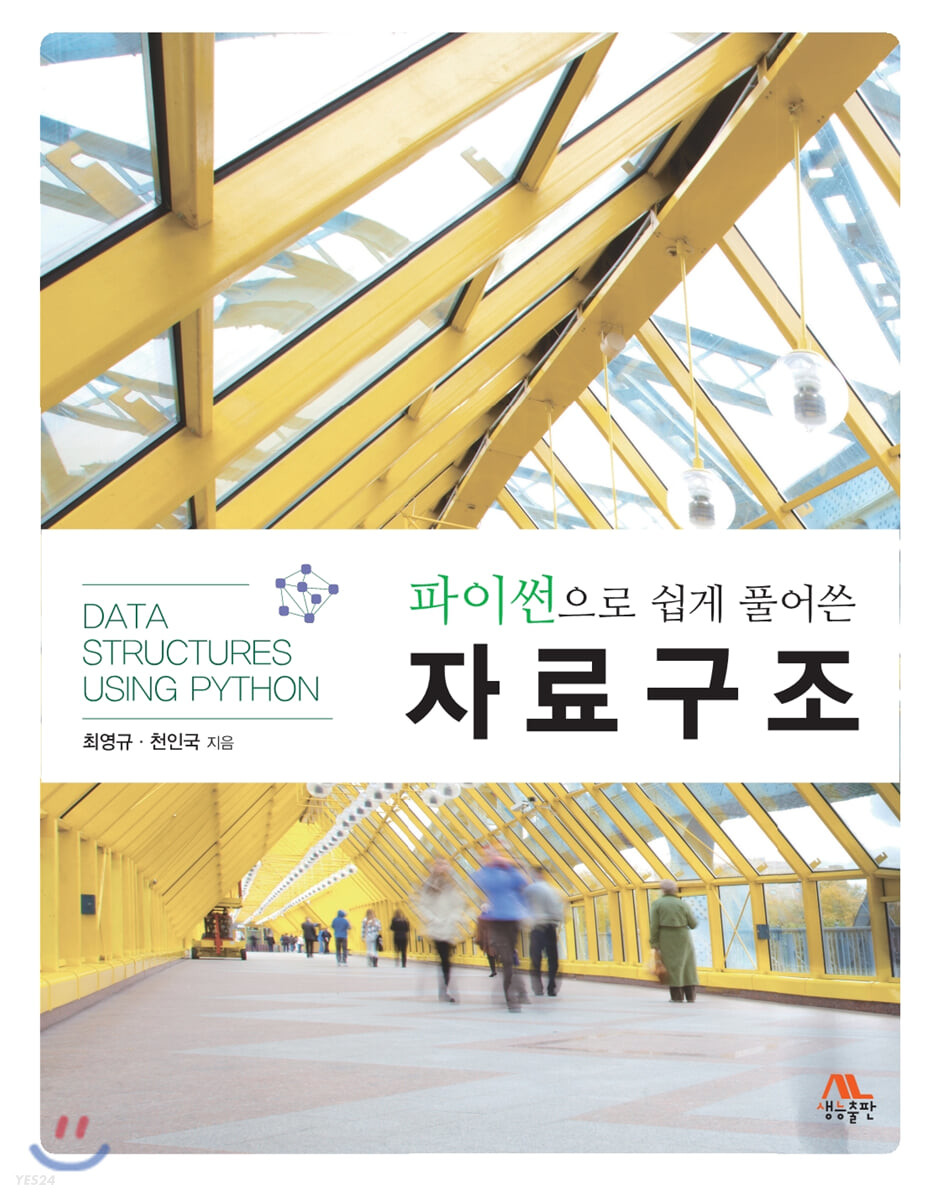 DATA
STRUCTURES
USING PYTHON
최영규 · 천인국 지음
파이썬으로 쉽게 풀어쓴
자료구조
생능출판
YES24